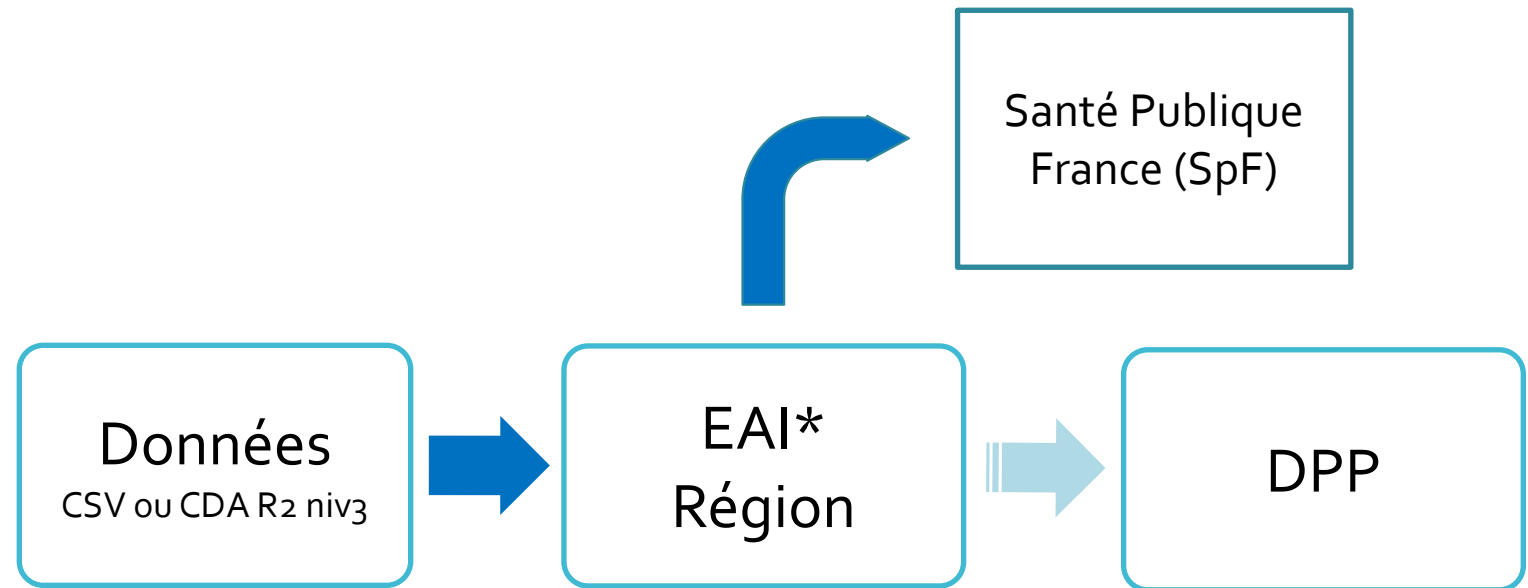 Santé Publique
France (SpF)
Données
CSV ou CDA R2 niv3
EAI*
Région
DPP